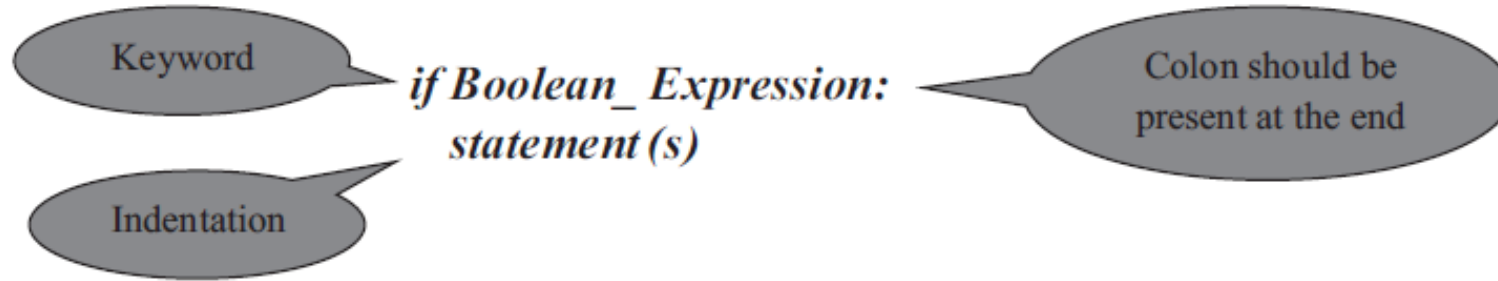 Keyword
if Boolean_ Expression:
statement (s)
Indentation
Colon should be
present at the end